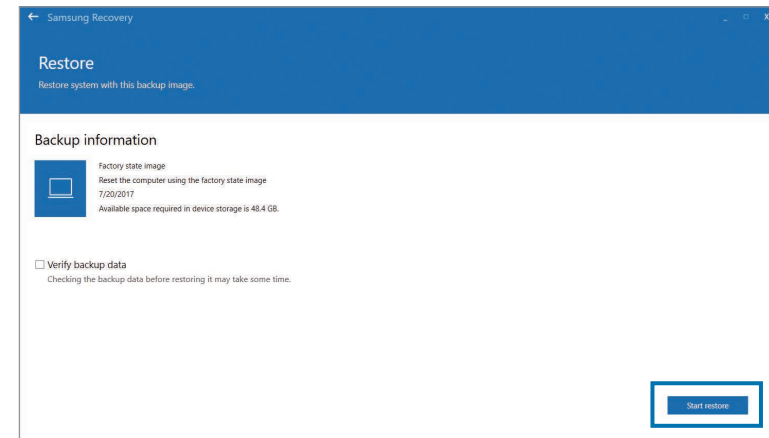 Samsung Recovery
Restore
Restore system with this backup image.
Backup information
Factory state image
Reset the computer using the factory state image
7/20/2017
Available space required in device storage is 48.4 GB.
Verify backup data
Checking the backup data before restoring it may take some time.
Start restore